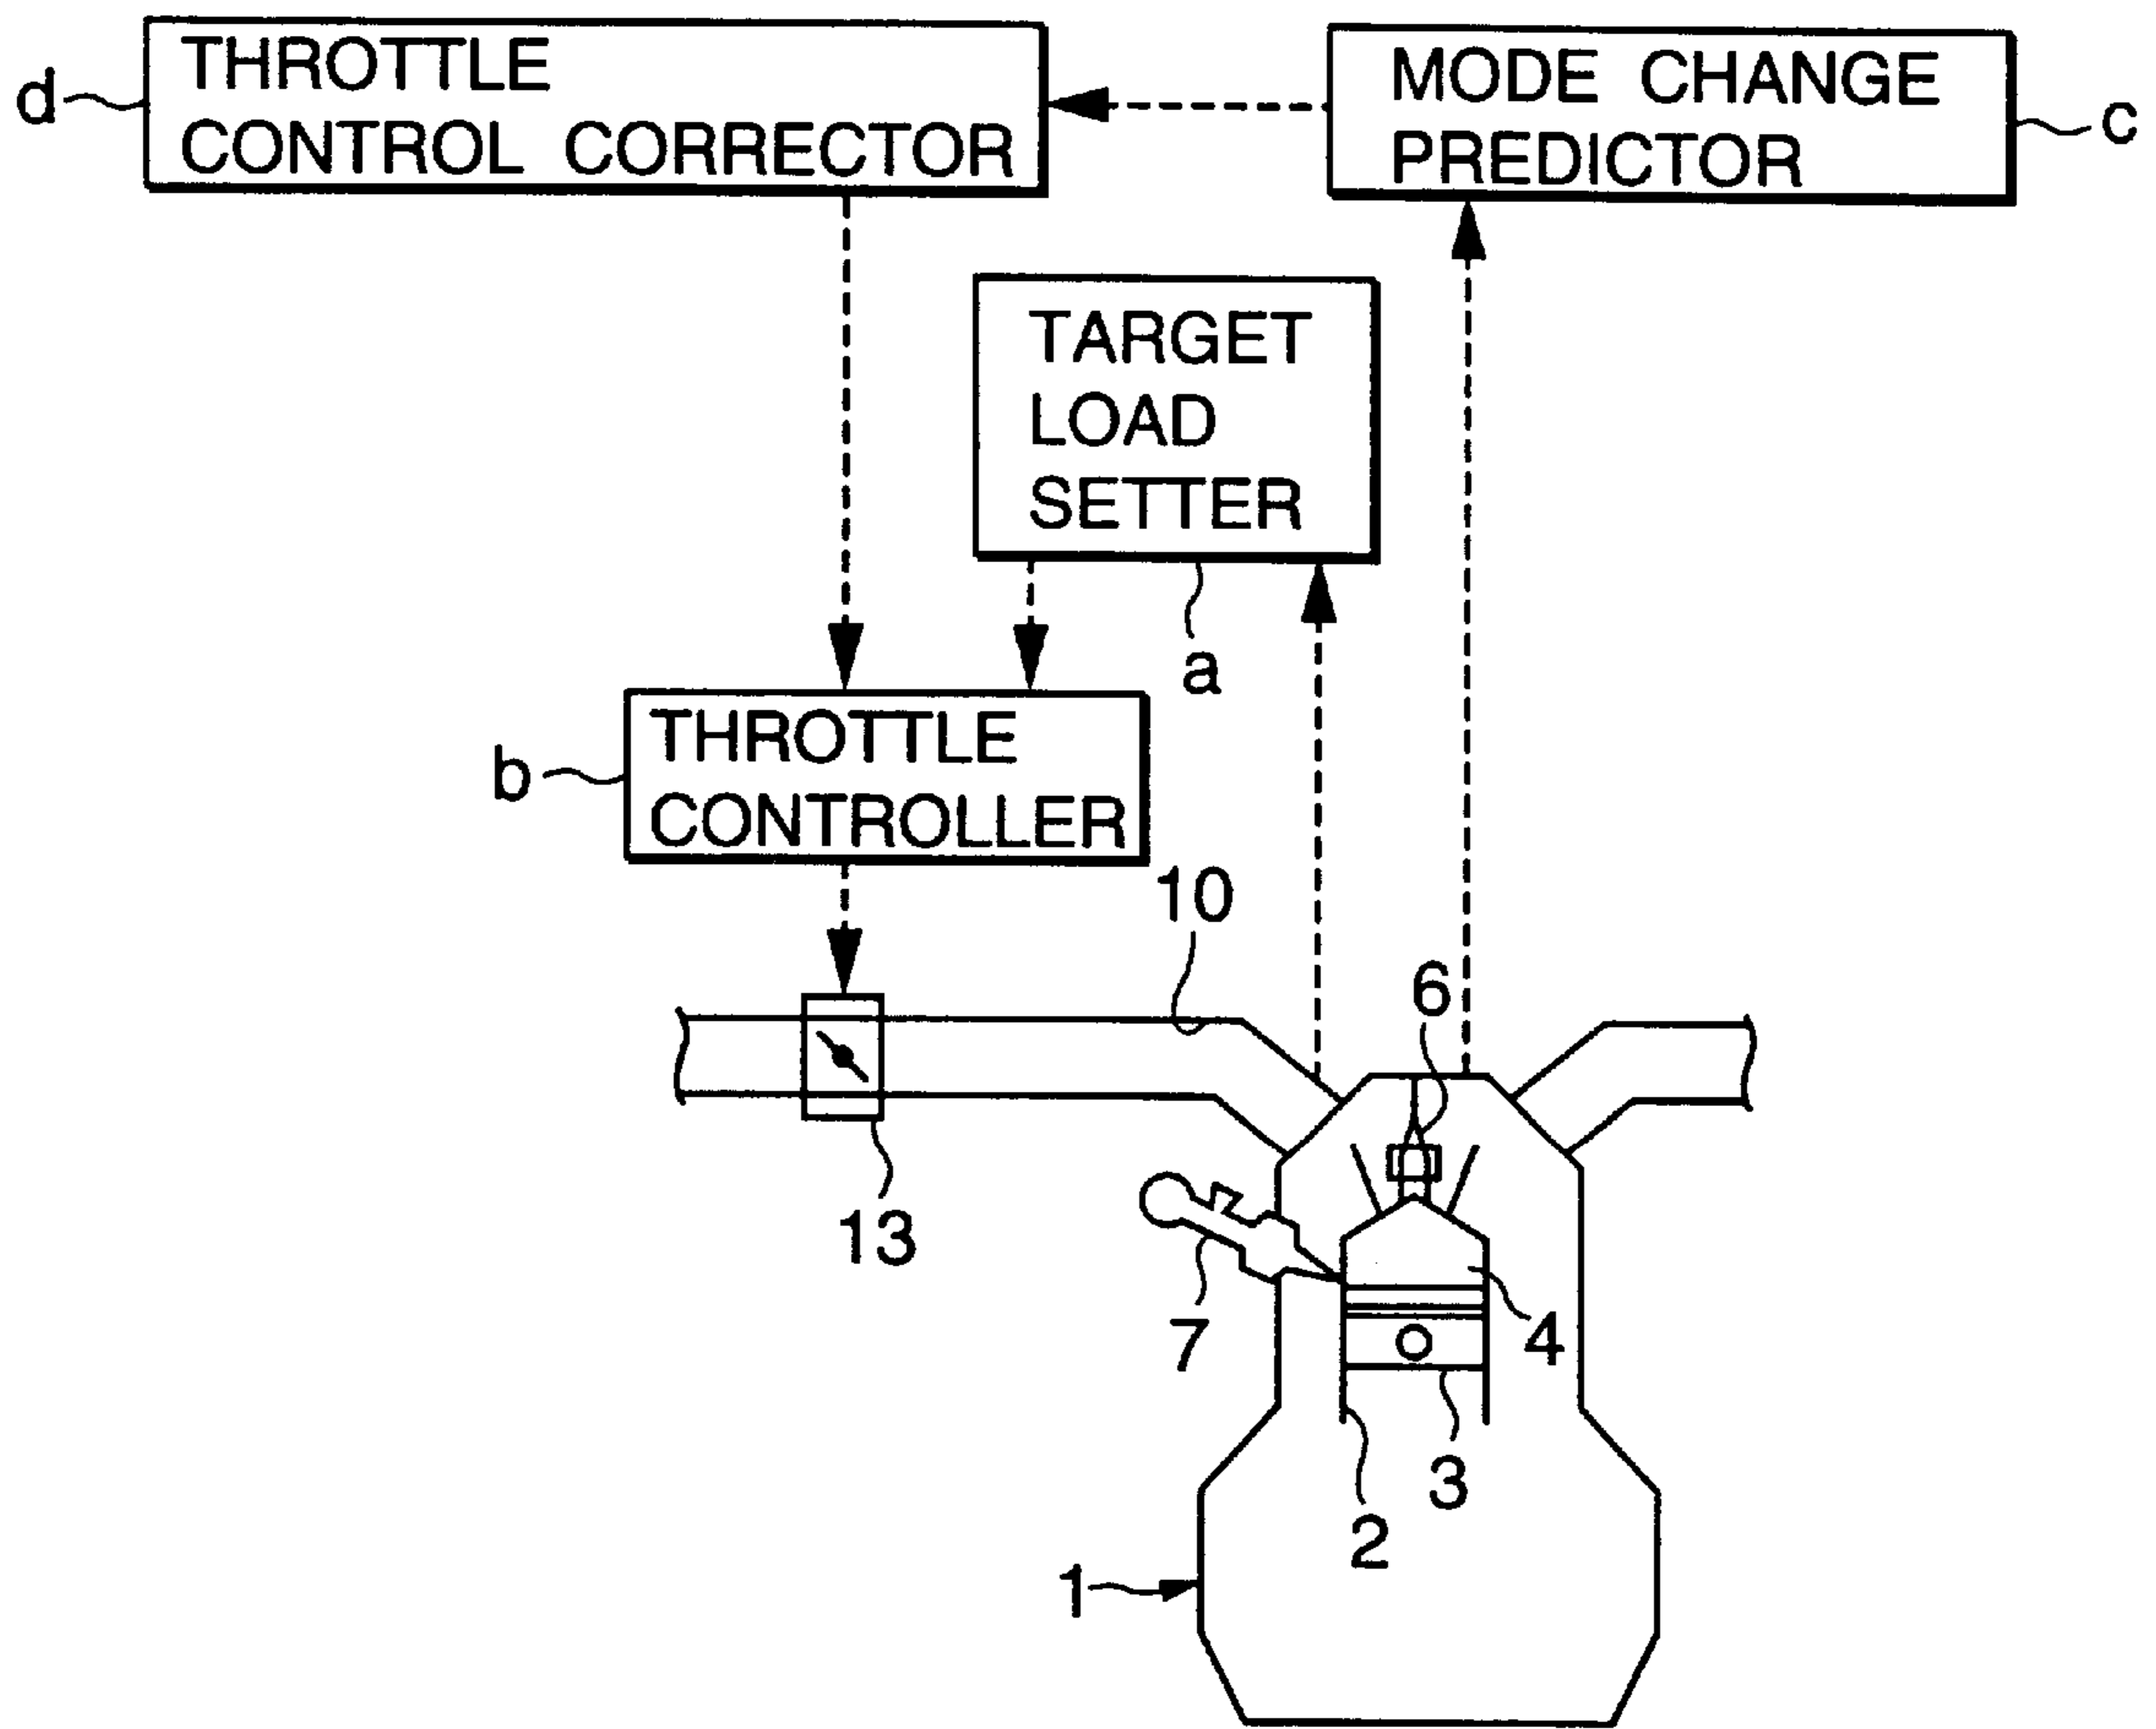 THROTTLE
CONTROL CORRECTOR
d
MODE CHANGE
PREDICTOR
c
TARGET
LOAD
SETTER
a
THROTTLE
CONTROLLER
b
10
6
13
7
4
3
2
1